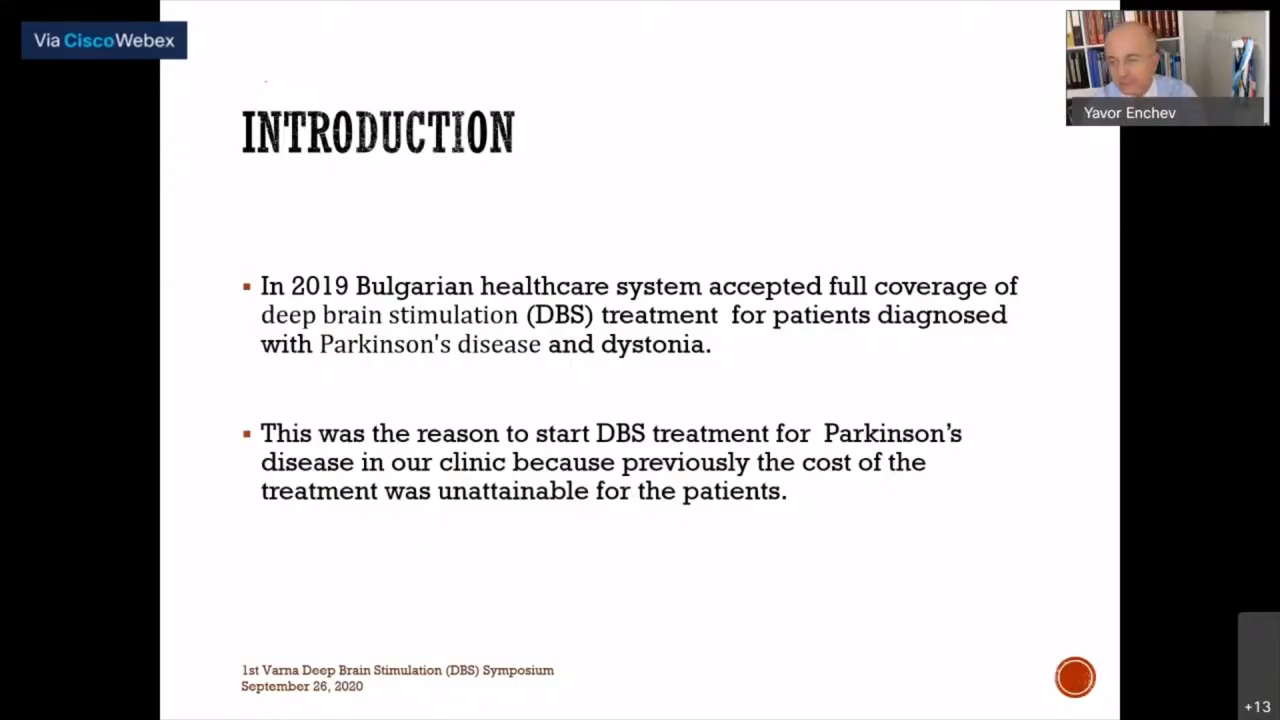 Via CiscoWebex
Yavor Enchev
INTRODUCTION
In 2019 Bulgarian healthcare system accepted full coverage of
deep brain stimulation (DBS) treatment for patients diagnosed
with Parkinson's disease and dystonia.
This was the reason to start DBS treatment for Parkinson’s
disease in our clinic because previously the cost of the
treatment was unattainable for the patients.
1st Varna Deep Brain Stimulation (DBS) Symposium
September 26, 2020
+13